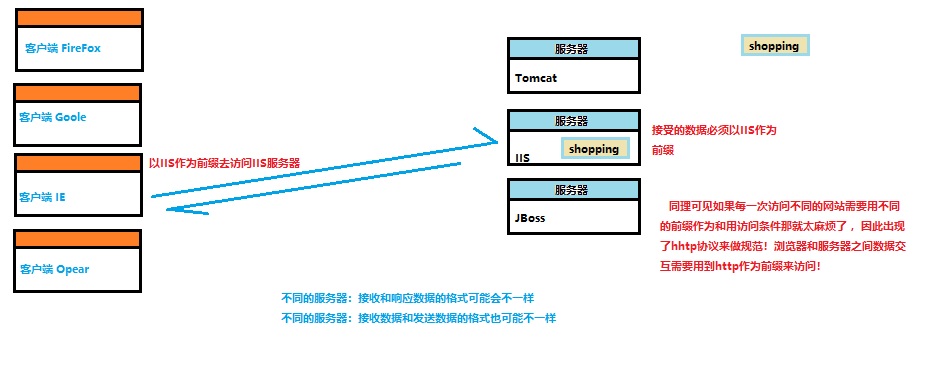 客户端 FireFox
客户端 Goole
客户端 IE
客户端 Opear
以IIS作为前缀去访问IIS服务器
服务器
Tomcat
服务器
shopping
IIS
服务器
JBoss
shopping
接受的数据必须以IIS作为
前缀
同理可见如果每一次访问不同的网站需要用不同
的前缀作为和用访问条件那就太麻烦了，因此出现
了hhtp协议来做规范！浏览器和服务器之间数据交
互需要用到http作为前缀来访问！
不同的服务器：接收和响应数据的格式可能会不一样
不同的服务器：接收数据和发送数据的格式也可能不一样